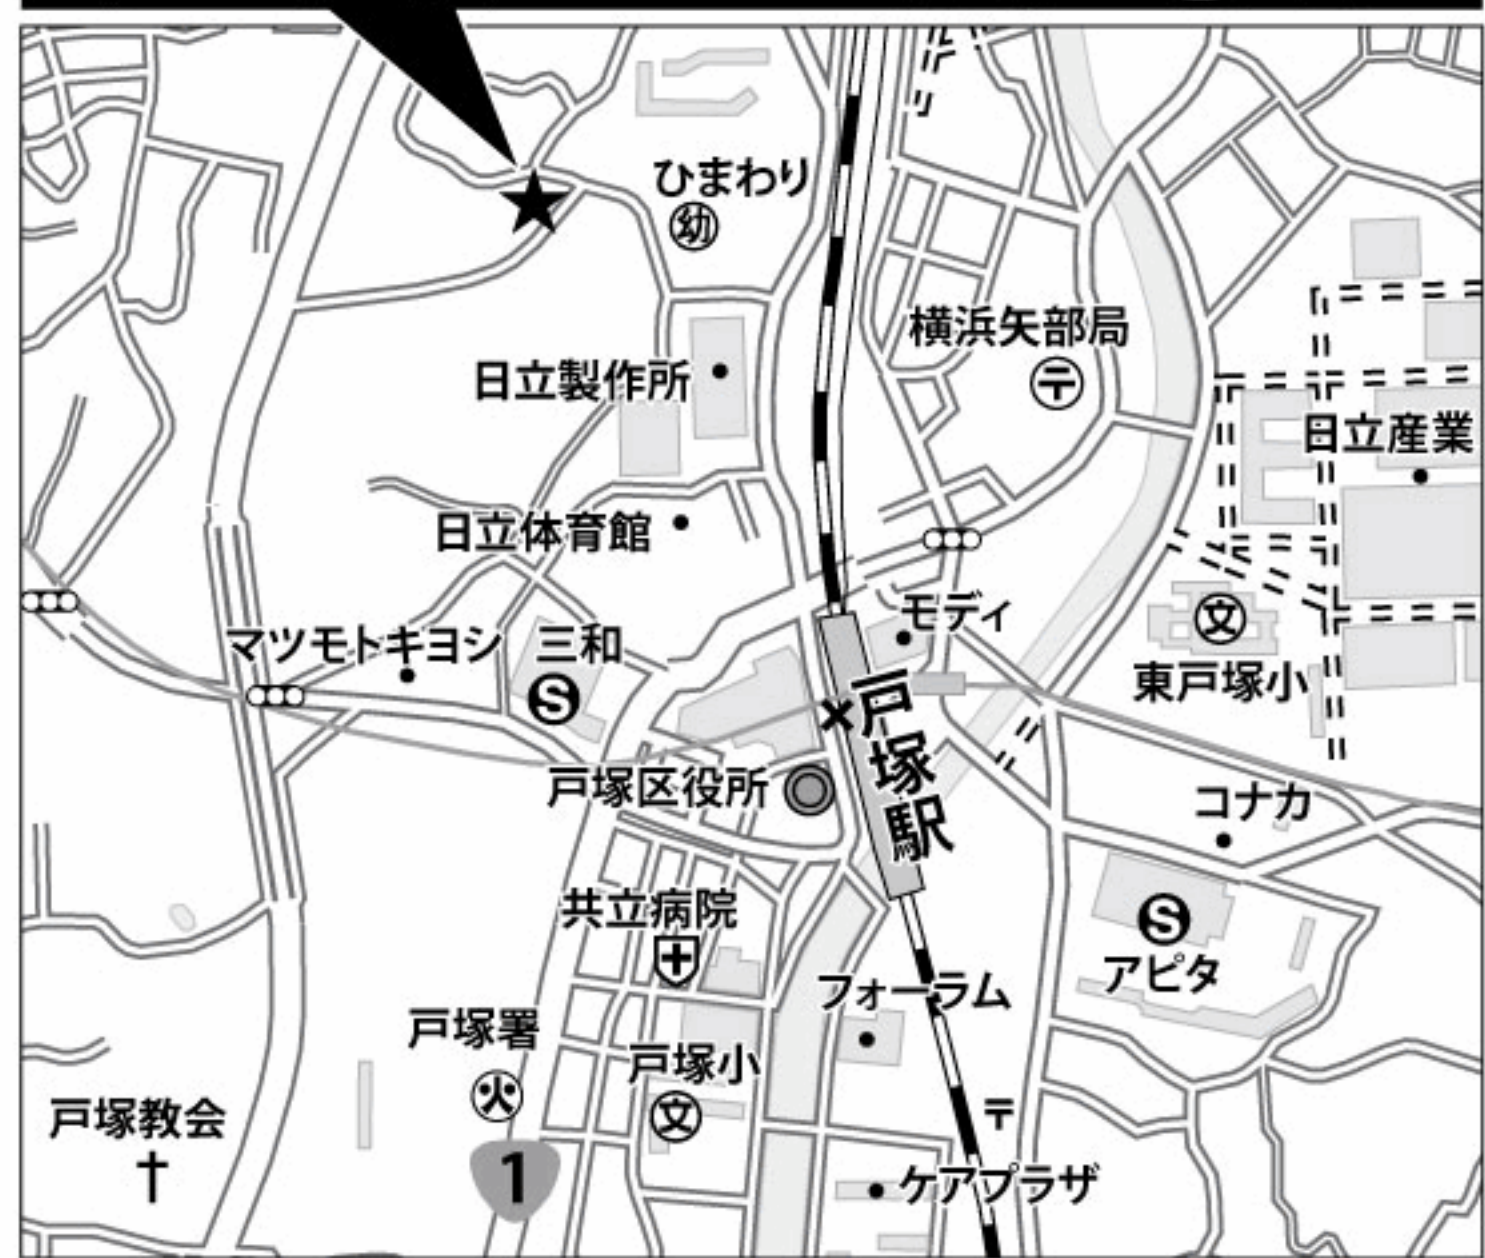 ひまわり
幼
横浜矢部局
〒
日立製作所
日立産業
日立体育館
モディ
マツモトキヨシ
三和
S
文
東戸塚小
戸塚駅
戸塚区役所
コナカ
共立病院
S
アピタ
フォーラム
戸塚署
火
戸塚小
文
戸塚教会
1
〒
ケアプラザ